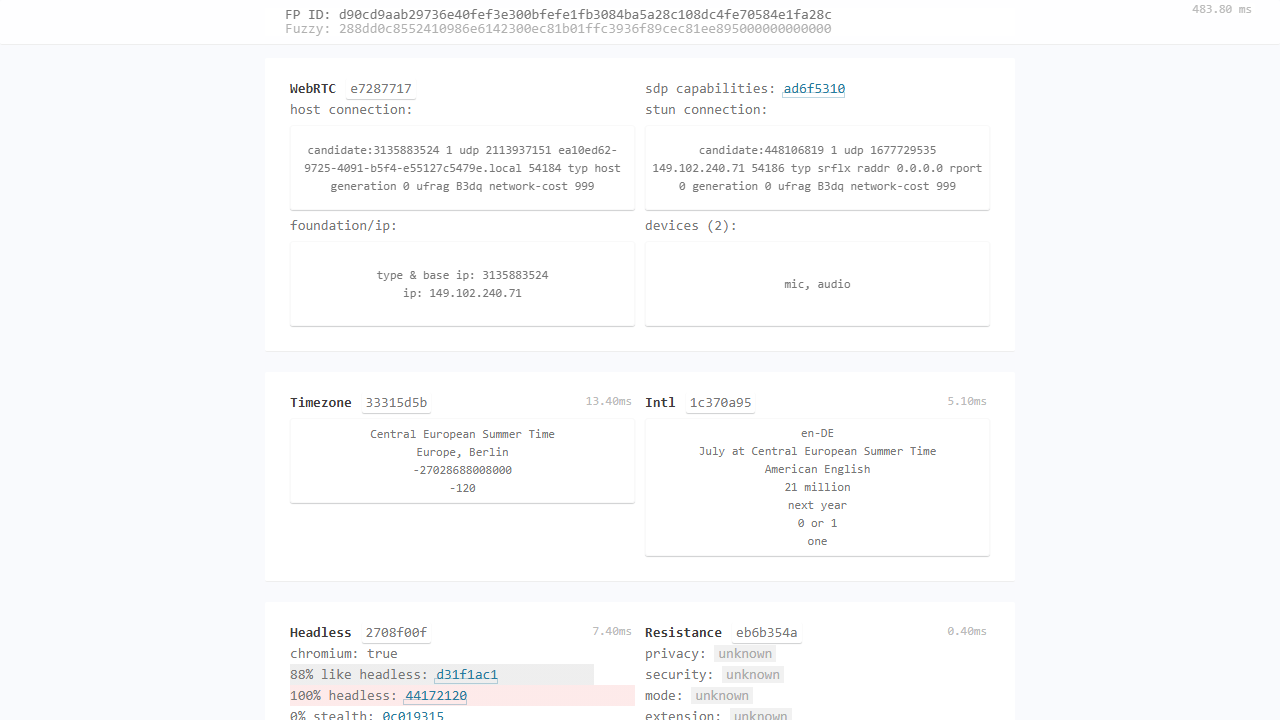 FP ID: d90cd9aab29736e40fef3e300bfefe1fb3084ba5a28c108dc4fe70584e1fa28c
483.80 ms
Fuzzy: 288dd0c8552410986e6142300ec81b01ffc3936f89cec81ee895000000000000
WebRTC e7287717
host connection:
candidate:3135883524 1 udp 2113937151 ea10ed62-
9725-4091-b5f4-e55127c5479e.local 54184 typ host
generation 0 ufrag B3dq network-cost 999
foundation/ip:
type & base ip: 3135883524
ip: 149.102.240.71
sdp capabilities: ad6f5310
stun connection:
candidate:448106819 1 udp 1677729535
149.102.240.71 54186 typ srflx raddr 0.0.0.0 rport
0 generation 0 ufrag B3dq network-cost 999
devices (2):
mic, audio
Timezone 33315d5b
13.40ms
Central European Summer Time
Europe, Berlin
-27028688008000
-120
Intl 1c370a95
5.10ms
en-DE
July at Central European Summer Time
American English
21 million
next year
0 or 1
one
Headless 2708f00f
7.40ms
chromium: true
88% like headless: d31f1ac1
100% headless: 44172120
0% stealth: 0c019315
Resistance eb6b354a
0.40ms
privacy: unknown
security: unknown
mode: unknown
extension: unknown